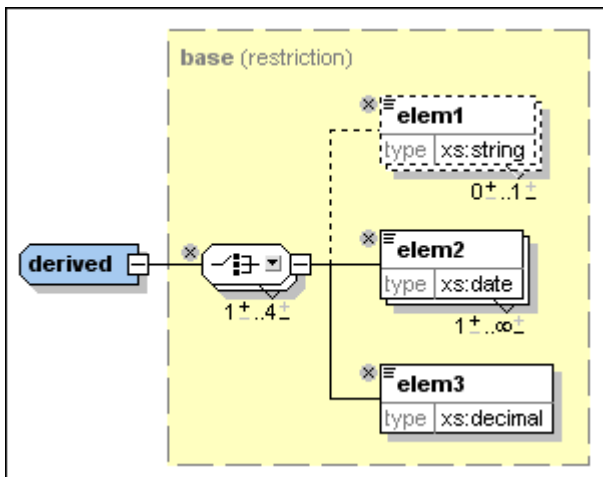 base (restriction)
elem1
type xs:string
0±..1±
derived
elem2
type xs:date
1±..∞±
1±..4±
elem3
type xs:decimal